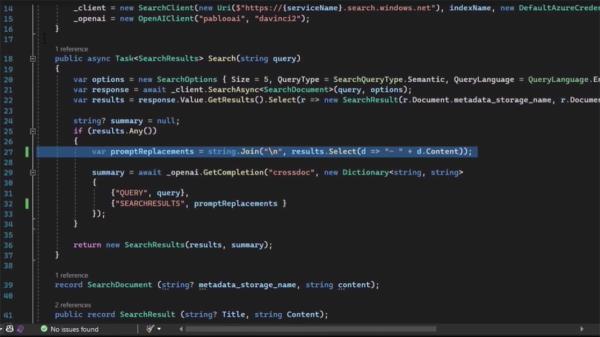 14 _client = new SearchClient(new Uri($"https://{serviceName}.search.windows.net"), indexName, new DefaultAzureCrede
15 _openai = new OpenAIClient("pablooai", "davinci2");
16 }
17
1 reference
18 public async Task<SearchResults> Search(string query)
19 {
20 var options = new SearchOptions { Size = 5, QueryType = SearchQueryType.Semantic, QueryLanguage = QueryLanguage.En
21 var response = await _client.SearchAsync<SearchDocument>(query, options);
22 var results = response.Value.GetResults().Select(r => new SearchResult(r.Document.metadata_storage_name, r.Docum
23
24 string? summary = null;
25 if (results.Any())
26 {
27 var promptReplacements = string.Join("\n", results.Select(d => "- " + d.Content));
28
29 summary = await _openai.GetCompletion("crossdoc", new Dictionary<string, string>
30 {
31 {"QUERY", query},
32 {"SEARCHRESULTS", promptReplacements }
33 });
34 }
35
36 return new SearchResults(results, summary);
37 }
38
1 reference
39 record SearchDocument (string? metadata_storage_name, string content);
40
2 references
41 public record SearchResult (string? Title, string Content);
No issues found